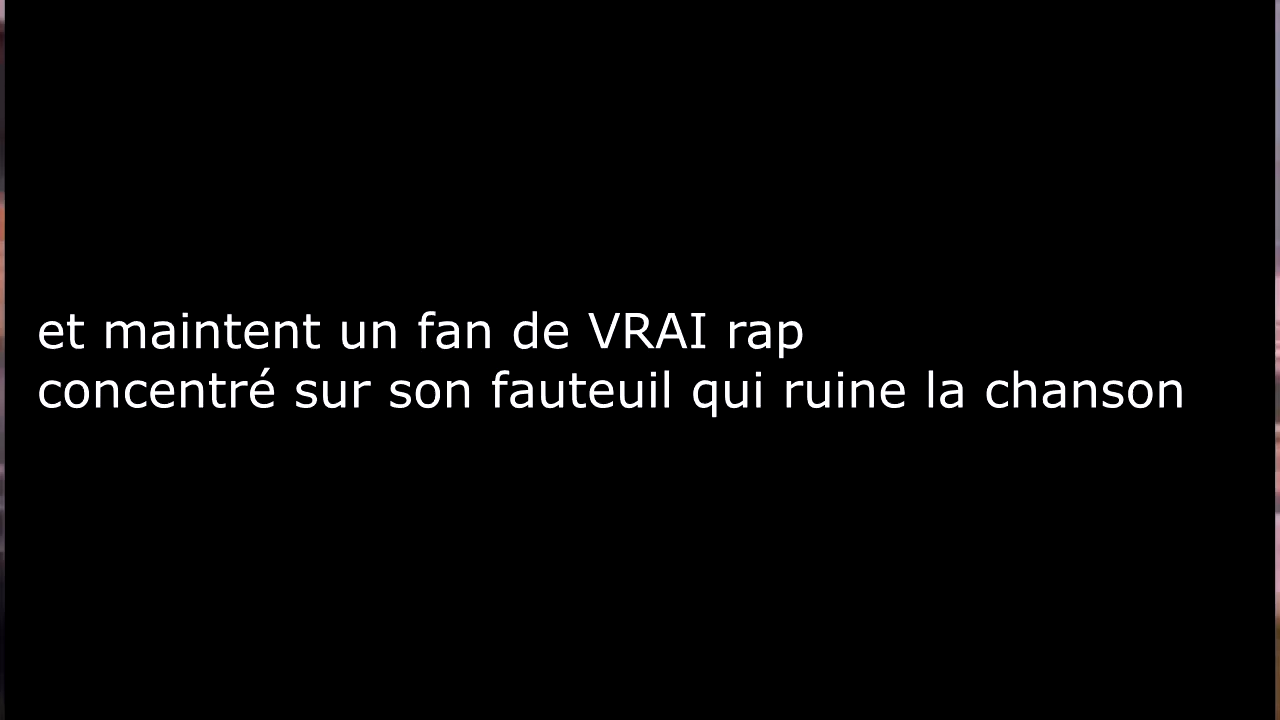 et maintent un fan de VRAI rap
concentré sur son fauteuil qui ruine la chanson